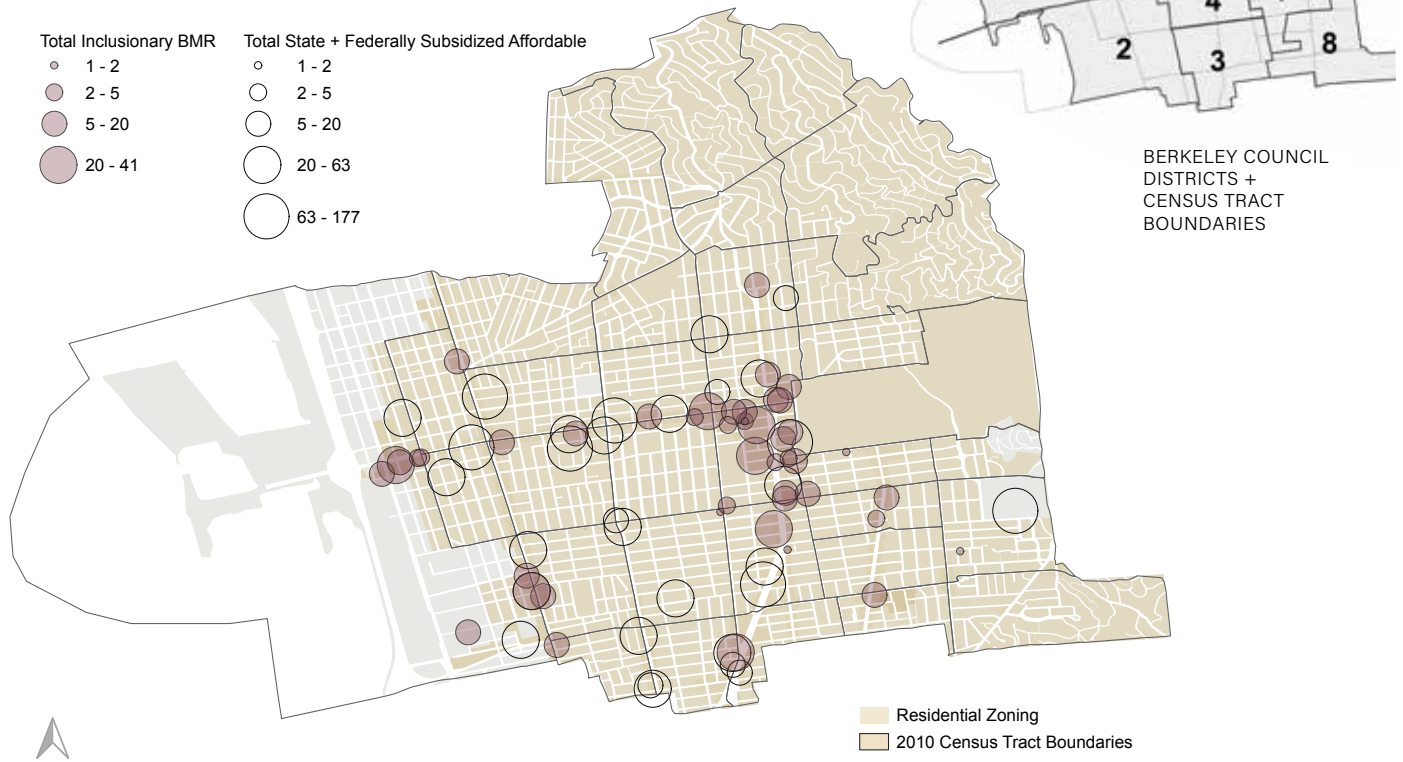 Total Inclusionary BMR
1 - 2
2 - 5
5 - 20
20 - 41
Total State + Federally Subsidized Affordable
1 - 2
2 - 5
5 - 20
20 - 63
63 - 177
4
2
3
8
BERKELEY COUNCIL
DISTRICTS +
CENSUS TRACT
BOUNDARIES
Residential Zoning
2010 Census Tract Boundaries